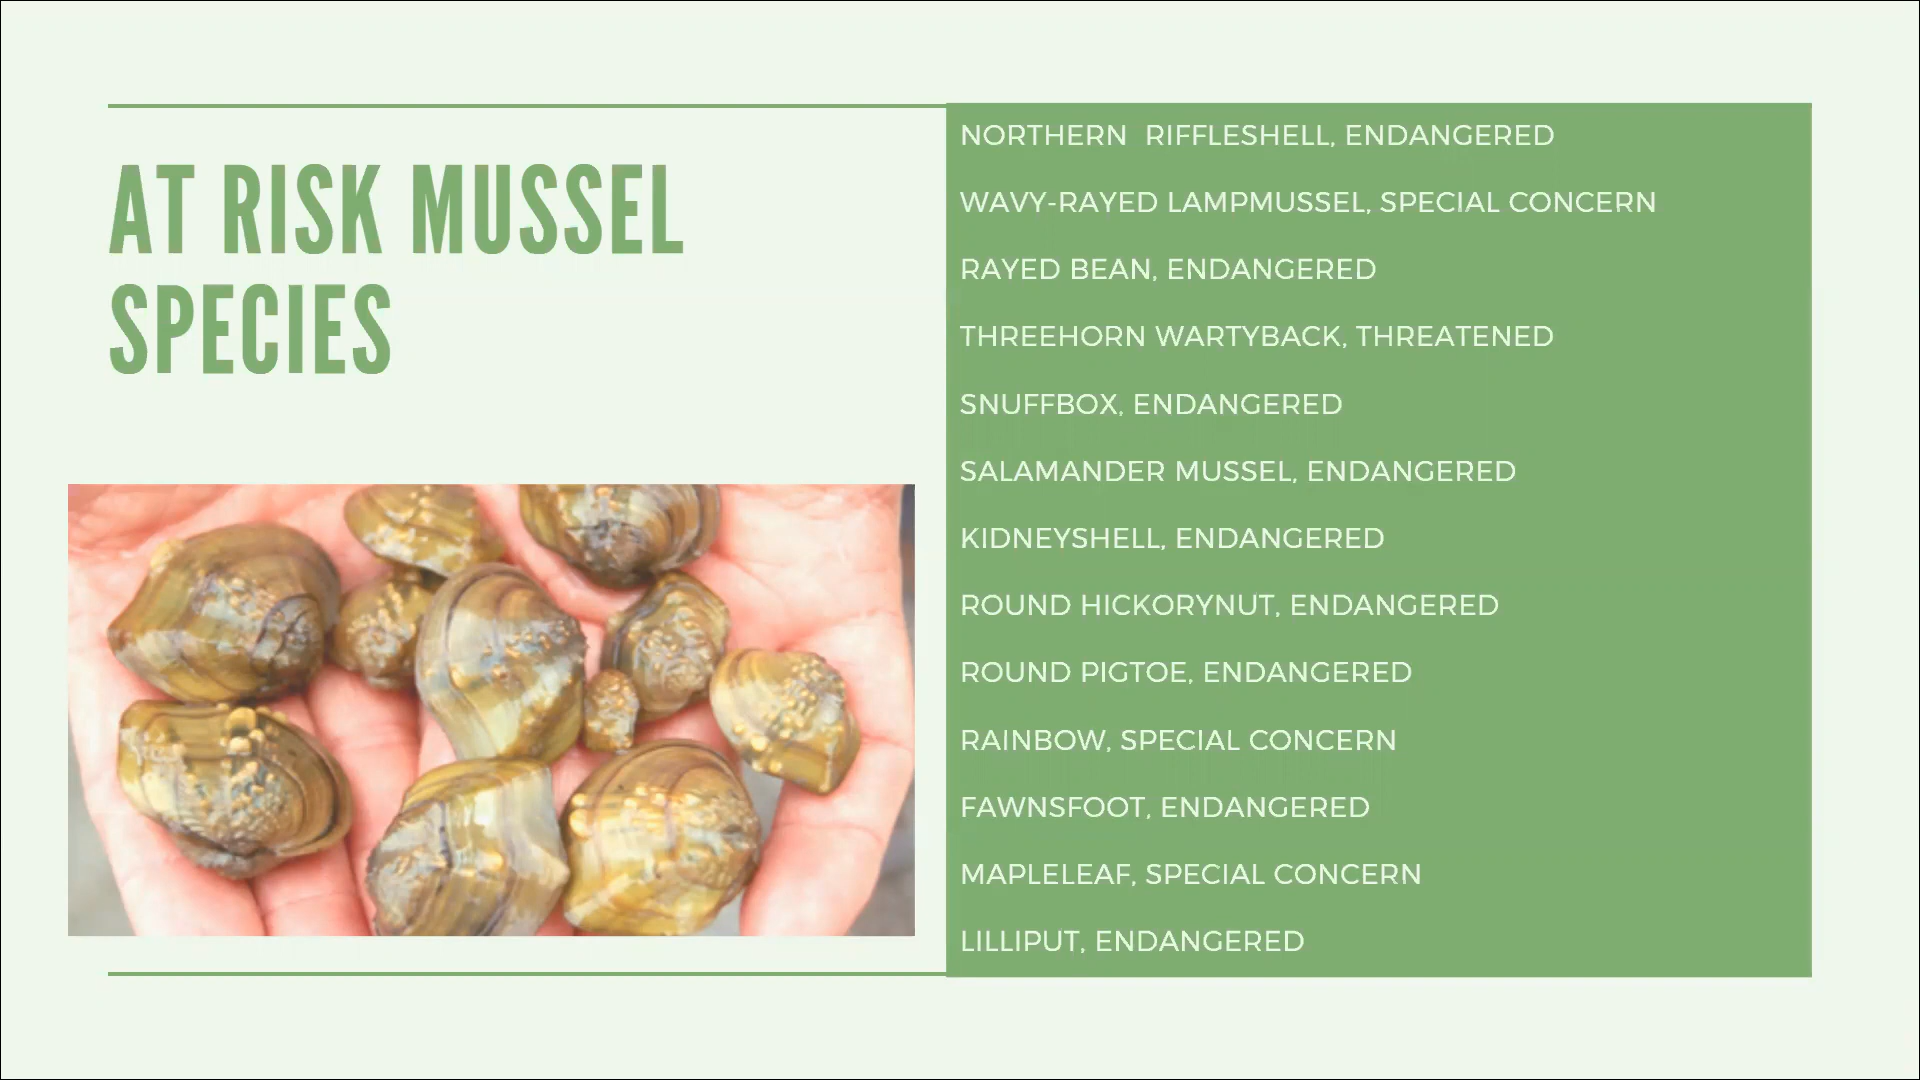 AT RISK MUSSEL
SPECIES
NORTHERN  RIFFLESHELL, ENDANGERED
WAVY-RAYED LAMPMUSSEL, SPECIAL CONCERN
RAYED BEAN, ENDANGERED
THREEHORN WARTYBACK, THREATENED
SNUFFBOX, ENDANGERED
SALAMANDER MUSSEL, ENDANGERED
KIDNEYSHELL, ENDANGERED
ROUND HICKORYNUT, ENDANGERED
ROUND PIGTOE, ENDANGERED
RAINBOW, SPECIAL CONCERN
FAWNSFOOT, ENDANGERED
MAPLELEAF, SPECIAL CONCERN
LILLIPUT, ENDANGERED